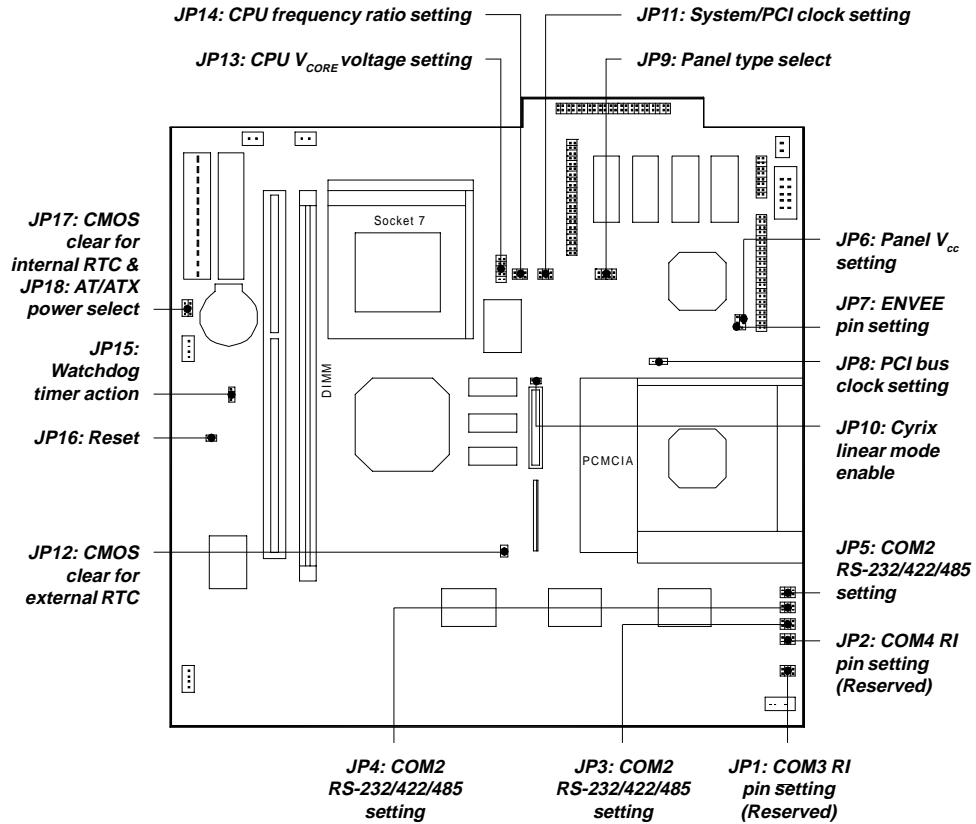 JP14: CPU frequency ratio setting
JP11: System/PCI clock setting
JP13: CPU VCORE voltage setting
JP9: Panel type select
Socket 7
JP17: CMOS
clear for
internal RTC &
JP18: AT/ATX
power select
JP15:
Watchdog
timer action
JP16: Reset
JP12: CMOS
clear for
external RTC
DIMM
PCMCIA
JP6: Panel Vcc
setting
JP7: ENVEE
pin setting
JP8: PCI bus
clock setting
JP10: Cyrix
linear mode
enable
JP5: COM2
RS-232/422/485
setting
JP2: COM4 RI
pin setting
(Reserved)
JP4: COM2
RS-232/422/485
setting
JP3: COM2
RS-232/422/485
setting
JP1: COM3 RI
pin setting
(Reserved)